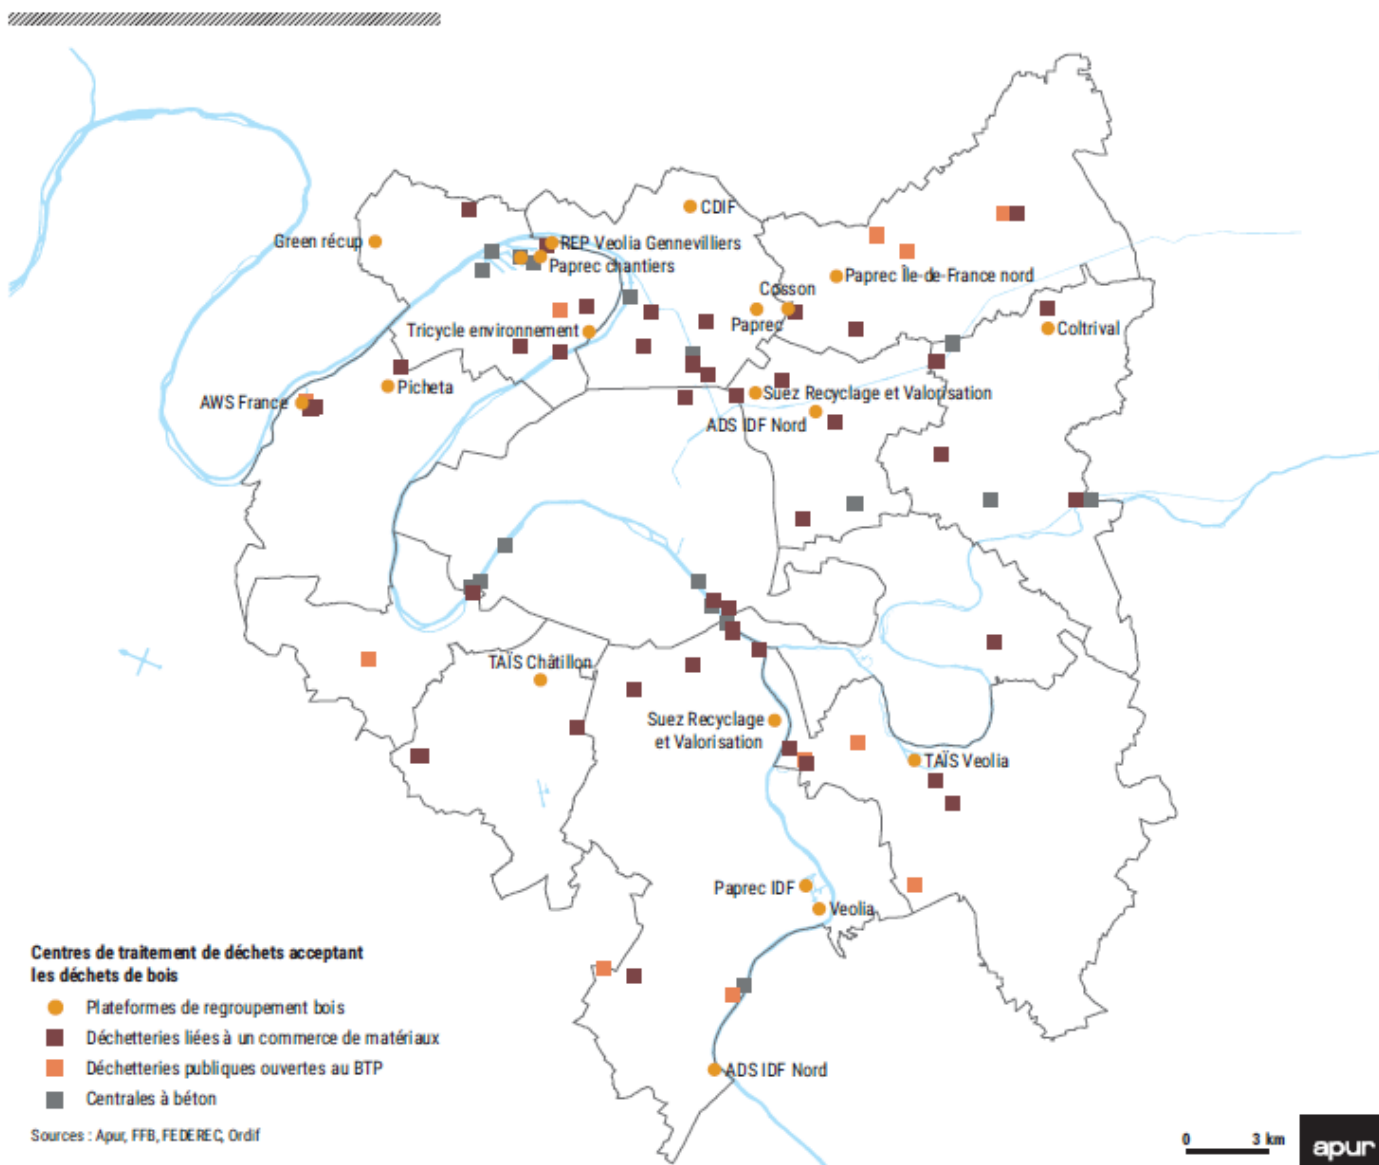 CDIF
Green récup
REP Veolia Gennevilliers
Paprec chantiers
Paprec Île-de-France nord
Cosson
Paprec
Tricycle environnement
Coltrival
Picheta
AWS France
Suez Recyclage et Valorisation
ADS IDF Nord
TAÏS Châtillon
Suez Recyclage
et Valorisation
TAÏS Veolia
Paprec IDF
Veolia
ADS IDF Nord
Centres de traitement de déchets acceptant
les déchets de bois
Plateformes de regroupement bois
Déchetteries liées à un commerce de matériaux
Déchetteries publiques ouvertes au BTP
Centrales à béton
Sources : Apur, FFB, FEDEREC, Ordif
0 3 km
apur